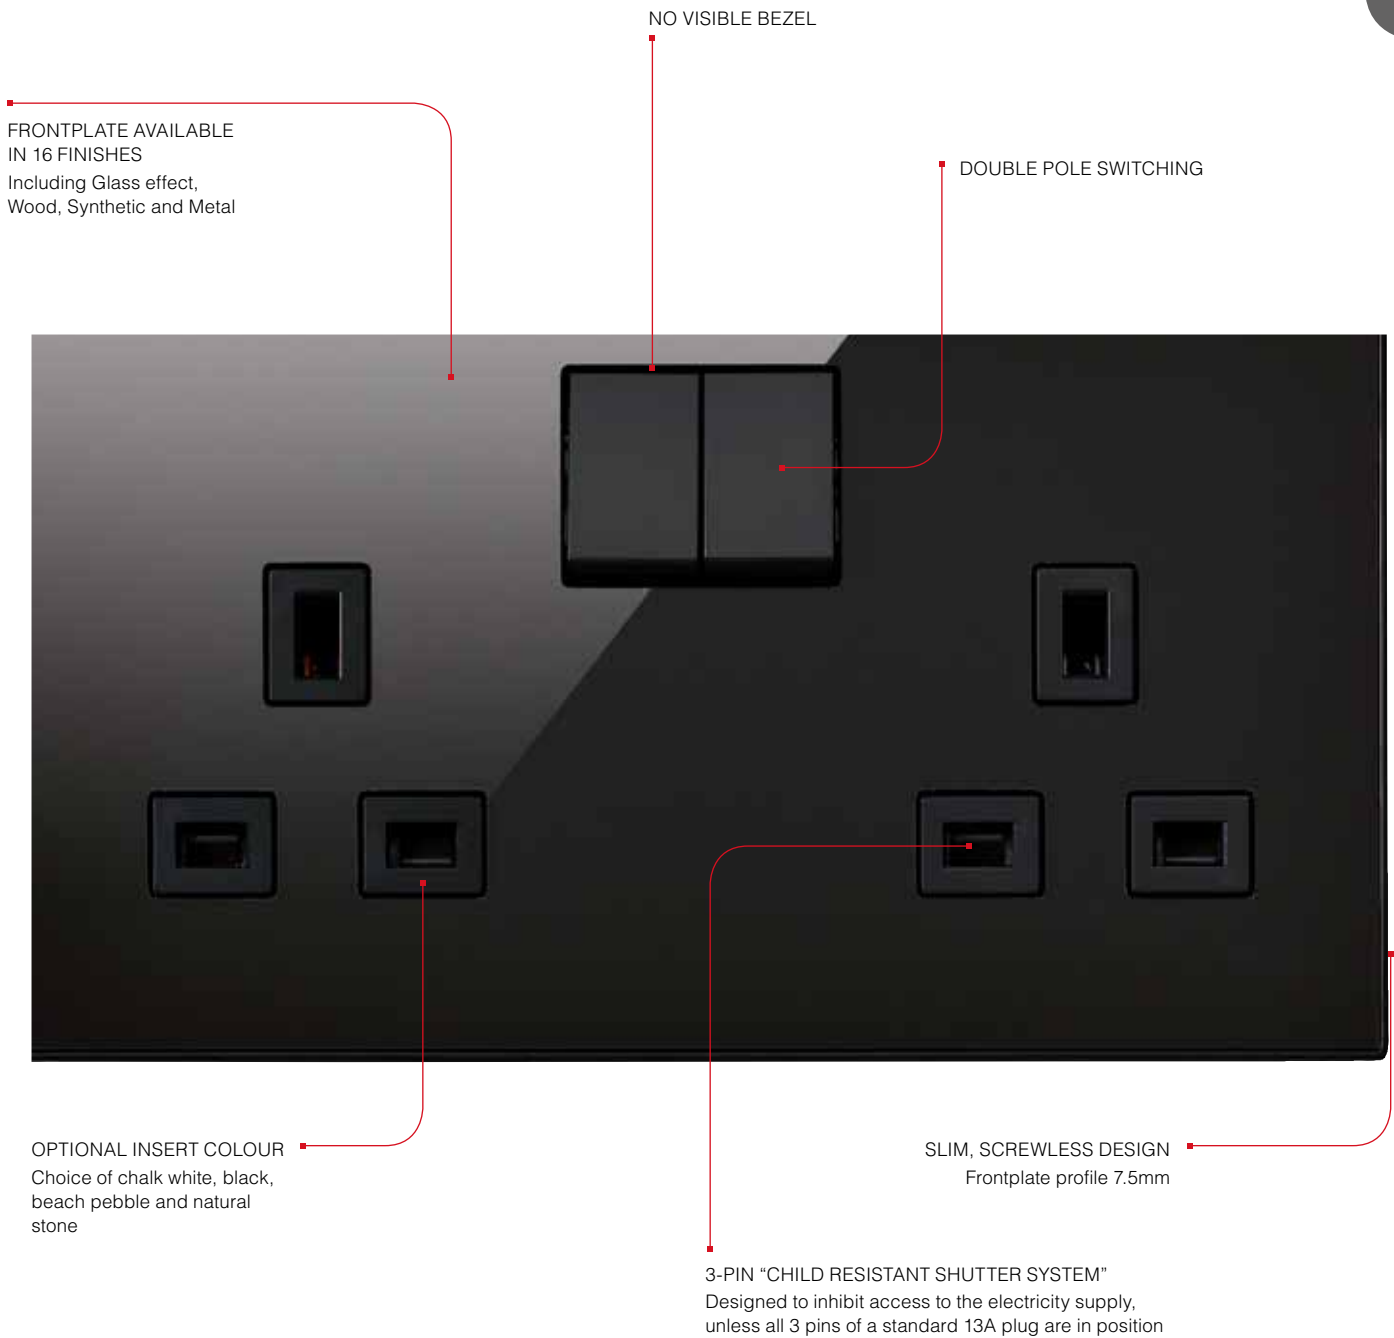 NO VISIBLE BEZEL
FRONTPLATE AVAILABLE
IN 16 FINISHES
Including Glass effect,
Wood, Synthetic and Metal
DOUBLE POLE SWITCHING
OPTIONAL INSERT COLOUR
Choice of chalk white, black,
beach pebble and natural
stone
SLIM, SCREWLESS DESIGN
Frontplate profile 7.5mm
3-PIN “CHILD RESISTANT SHUTTER SYSTEM”
Designed to inhibit access to the electricity supply,
unless all 3 pins of a standard 13A plug are in position